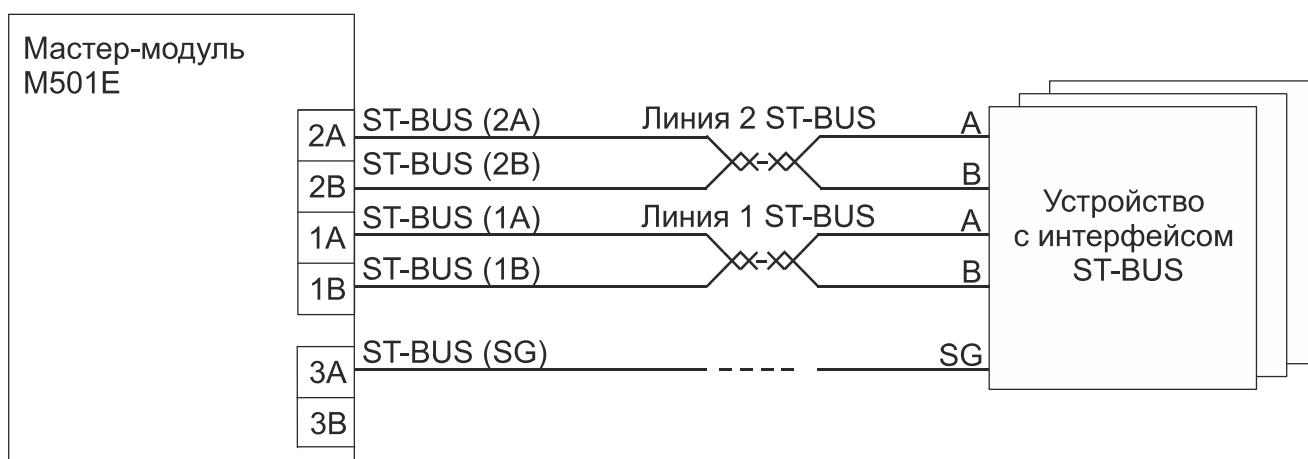 Мастер-модуль
M501E
2A
ST-BUS (2A)
Линия 2 ST-BUS
A
2B
ST-BUS (2B)
B
1A
ST-BUS (1A)
Линия 1 ST-BUS
A
1B
ST-BUS (1B)
B
Устройство
с интерфейсом
ST-BUS
3A
ST-BUS (SG)
SG
3B